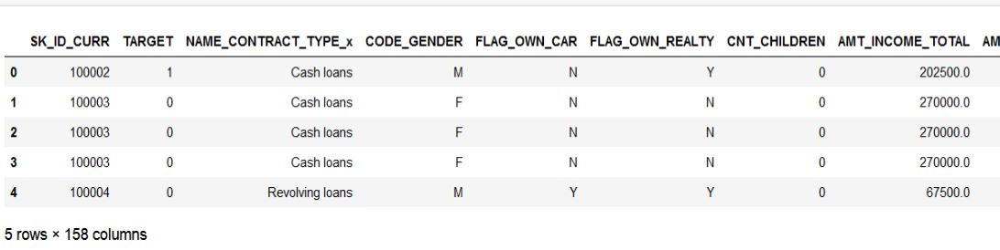 SK_ID_CURR TARGET NAME_CONTRACT_TYPE_x CODE_GENDER FLAG_OWN_CAR FLAG_OWN_REALTY CNT_CHILDREN AMT_INCOME_TOTAL AM
0 100002 1 Cash loans M N Y 0 202500.0
1 100003 0 Cash loans F N N 0 270000.0
2 100003 0 Cash loans F N N 0 270000.0
3 100003 0 Cash loans F N N 0 270000.0
4 100004 0 Revolving loans M Y Y 0 67500.0
5 rows × 158 columns